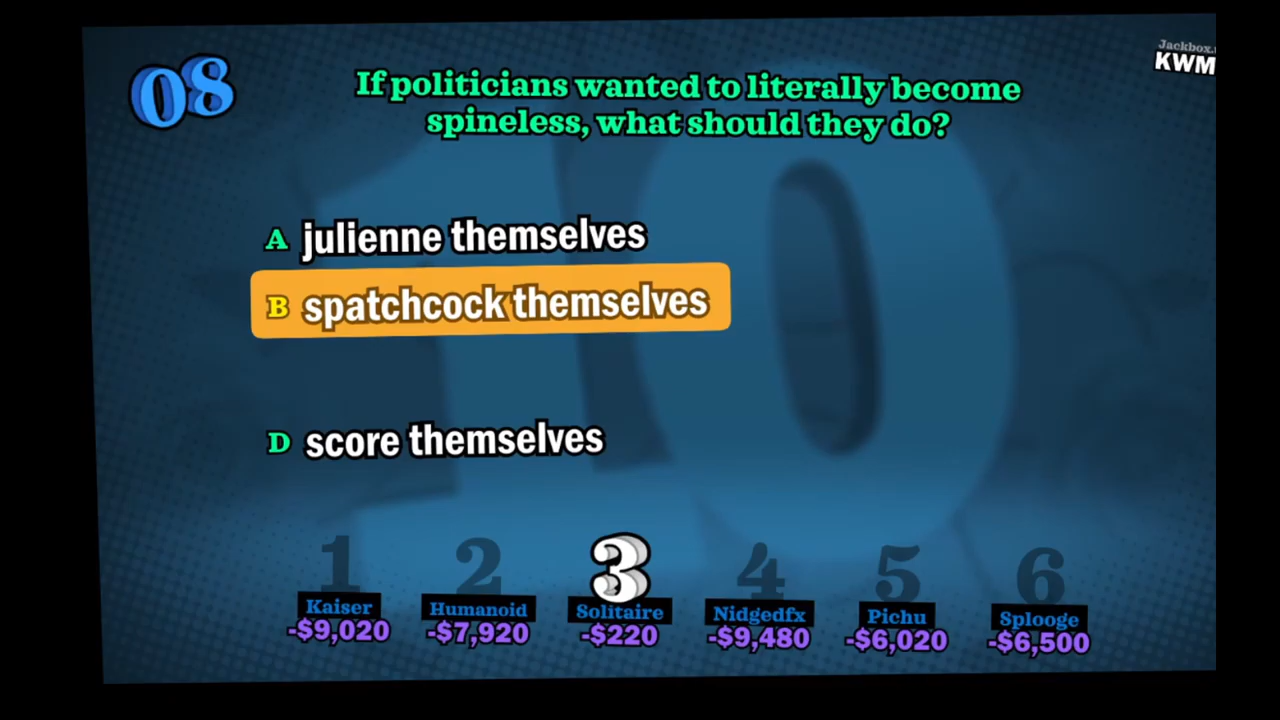 08
If politicians wanted to literally become
spineless, what should they do?
Jackbox.
KWM
A julienne themselves
B spatchcock themselves
D score themselves
1 2 3 4 5 6
Kaiser Humanoid Solitaire Nidgedfx Pichu Splooge
-$9,020 -$7,920 -$220 -$9,480 -$6,020 -$6,500
10